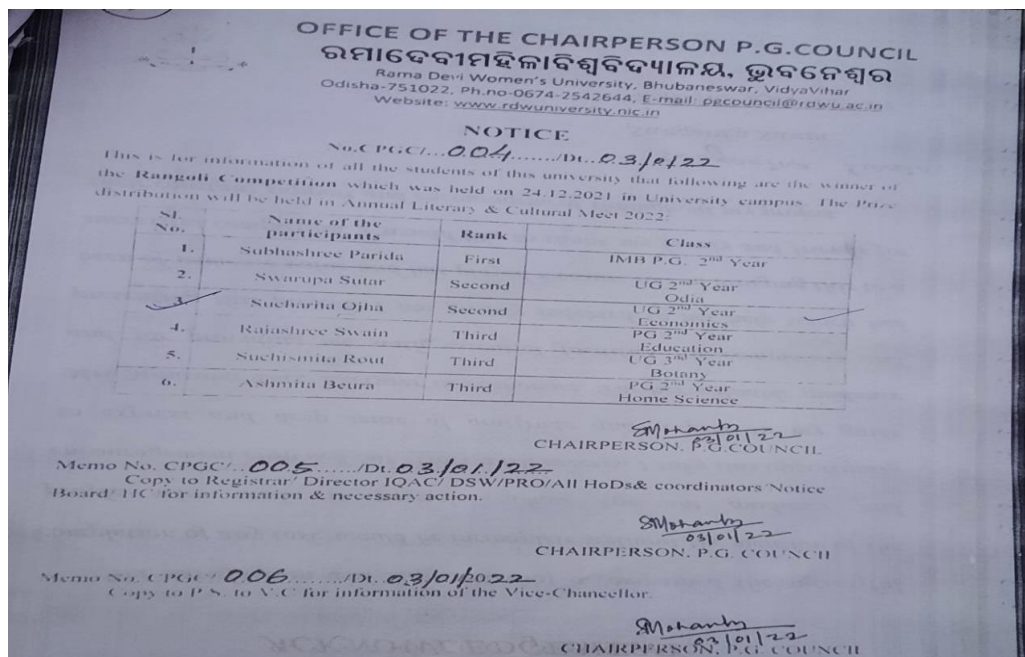 OFFICE OF THE CHAIRPERSON P.G.COUNCIL
ରମାଦେବୀମହିଳାବିଶ୍ୱବିଦ୍ୟାଳୟ, ଭୁବନେଶ୍ୱର
Rama Devi Women's University, Bhubaneswar, VidyaVihar
Odisha-751022, Ph.no-0674-2542644, E-mail: pgcouncil@rdwu.ac.in
Website: www.rdwuniversity.nic.in
NOTICE
No.CPGC/...004......./Dt..03/0/22
This is for information of all the students of this university that following are the winner of
the Rangoli Competition which was held on 24.12.2021 in University campus. The Prize
distribution will be held in Annual Literary & Cultural Meet 2022:
Sl. No. Name of the participants Rank Class
1. Subhashree Parida First IMB P.G. 2nd Year
2. Swarupa Sutar Second UG 2nd Year Odia
3. Sucharita Ojha Second UG 2nd Year Economics
4. Rajashree Swain Third PG 2nd Year Education
5. Suchismita Rout Third UG 3rd Year Botany
6. Ashmita Beura Third PG 2nd Year Home Science
SMohanty
03/01/22
CHAIRPERSON, P.G.COUNCIL
Memo No. CPGC/..005....../Dt.03/01/22
Copy to Registrar/ Director IQAC/ DSW/PRO/All HoDs& coordinators/Notice
Board/ IIC for information & necessary action.
SMohanty
03/01/22
CHAIRPERSON, P.G. COUNCIL
Memo No. CPGC/ 006......../Dt..03/01/2022
Copy to P.S. to V.C for information of the Vice-Chancellor.
SMohanty
03/01/22
CHAIRPERSON, P.G. COUNCIL